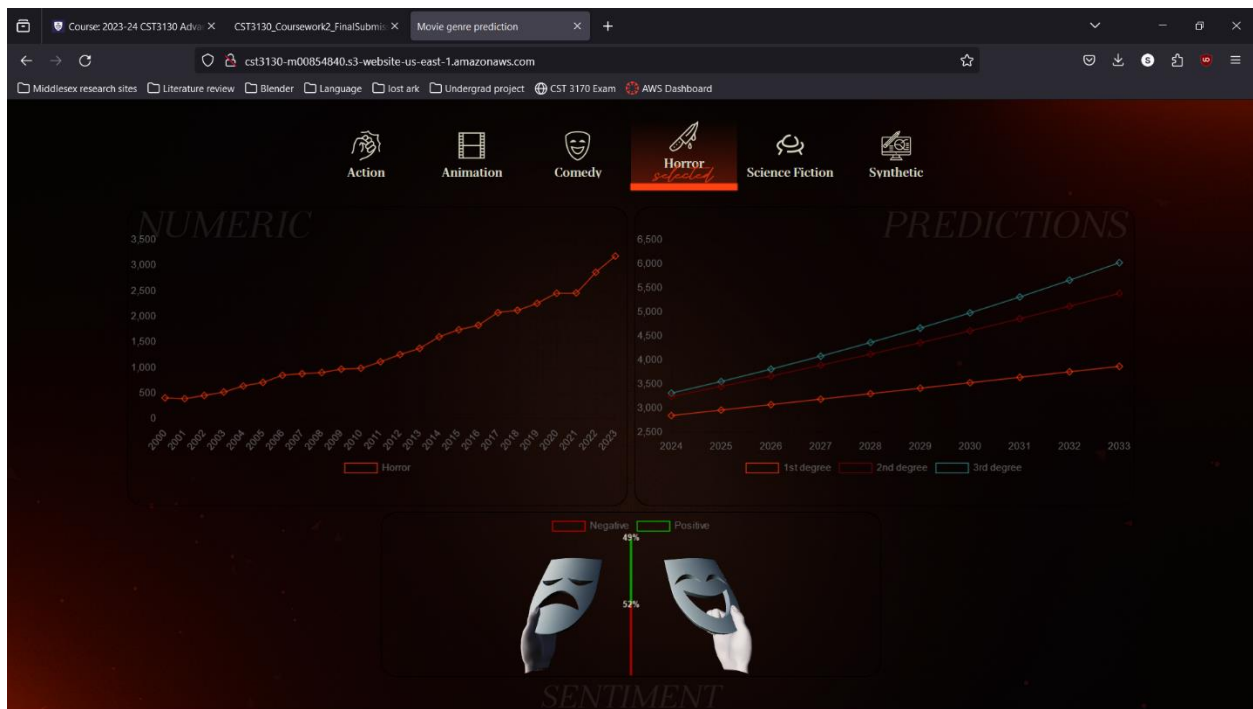 Course: 2023-24 CST3130 Adva
CST3130_Coursework2_FinalSubmis
Movie genre prediction
cst3130-m00854840.s3-website-us-east-1.amazonaws.com
Middlesex research sites Literature review Blender Language lost ark Undergrad project CST 3170 Exam AWS Dashboard
Action Animation Comedy Horror Science Fiction Synthetic
selected
NUMERIC
3,500
3,000
2,500
2,000
1,500
1,000
500
0
2000 2001 2002 2003 2004 2005 2006 2007 2008 2009 2010 2011 2012 2013 2014 2015 2016 2017 2018 2019 2020 2021 2022 2023
Horror
PREDICTIONS
6,500
6,000
5,500
5,000
4,500
4,000
3,500
3,000
2,500
2024 2025 2026 2027 2028 2029 2030 2031 2032 2033
1st degree 2nd degree 3rd degree
Negative Positive
49%
52%
SENTIMENT